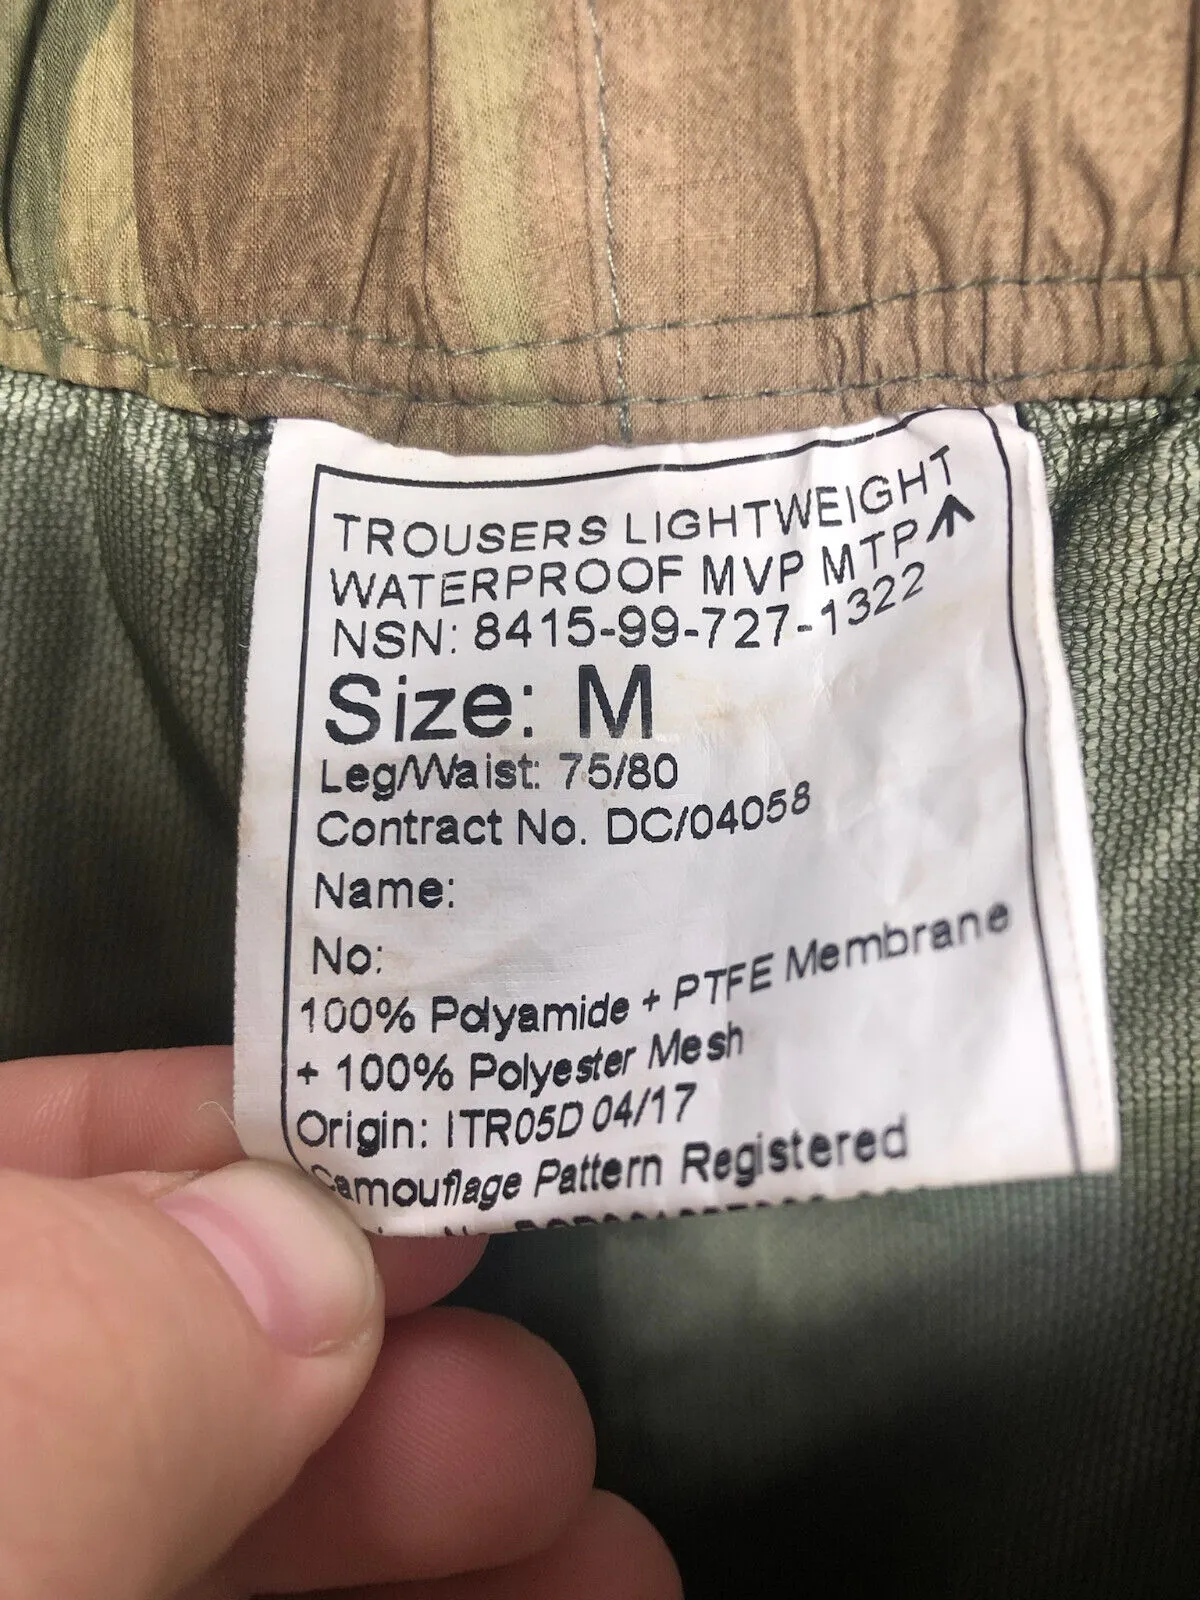 TROUSERS LIGHTWEIGHT
WATERPROOF MVP MTP
NSN: 8415-99-727-1322
Size: M
Leg/Waist: 75/80
Contract No. DC/04058
Name:
No:
100% Polyamide + PTFE Membrane
+ 100% Polyester Mesh
Origin: ITR05D 04/17
Camouflage Pattern Registered